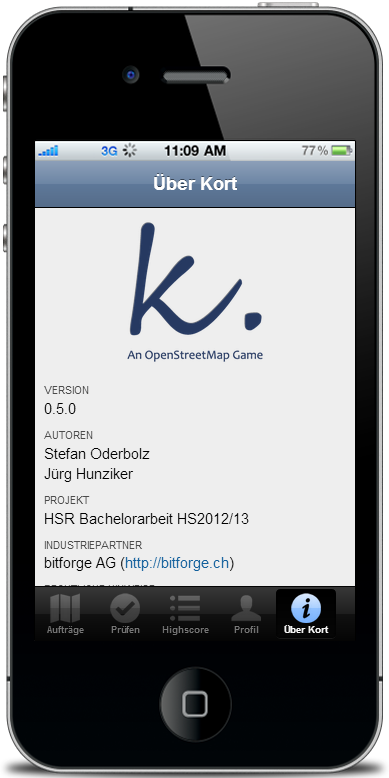 3G 11:09 AM 77%
Über Kort
k.
An OpenStreetMap Game
VERSION
0.5.0
AUTOREN
Stefan Oderbolz
Jürg Hunziker
PROJEKT
HSR Bachelorarbeit HS2012/13
INDUSTRIEPARTNER
bitforge AG (http://bitforge.ch)
Aufträge Prüfen Highscore Profil Über Kort